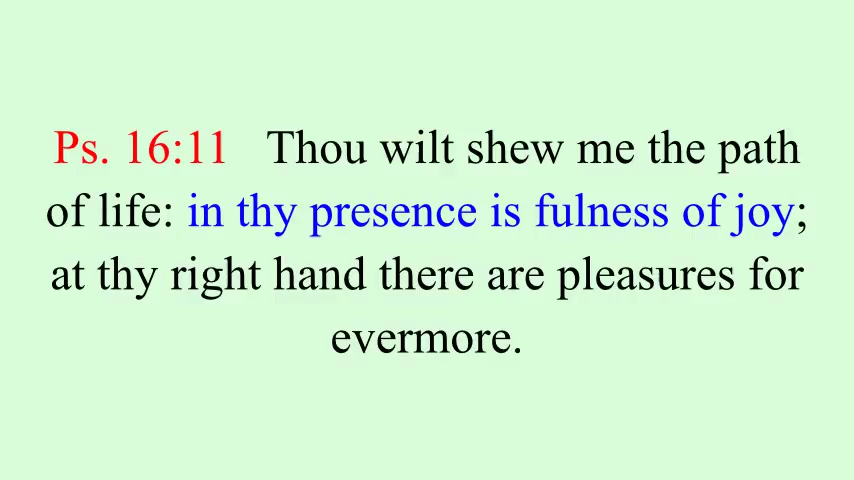 Ps. 16:11 Thou wilt shew me the path
of life: in thy presence is fulness of joy;
at thy right hand there are pleasures for
evermore.